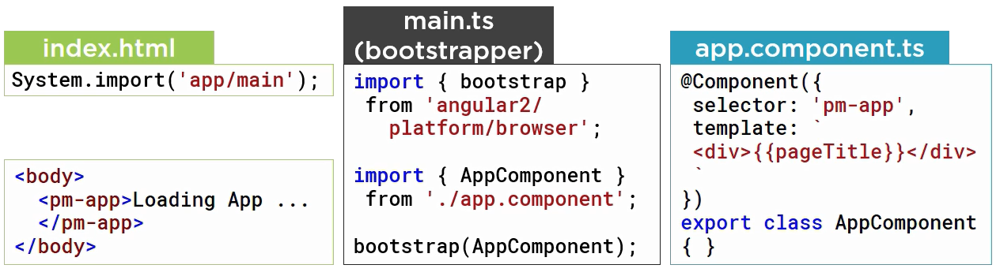 index.html
System.import('app/main');
<body>
<pm-app>Loading App ...
</pm-app>
</body>
main.ts
(bootstrapper)
import { bootstrap }
from 'angular2/
platform/browser';
import { AppComponent }
from './app.component';
bootstrap(AppComponent);
app.component.ts
@Component({
selector: 'pm-app',
template: `
<div>{{pageTitle}}</div>
`
})
export class AppComponent
{ }